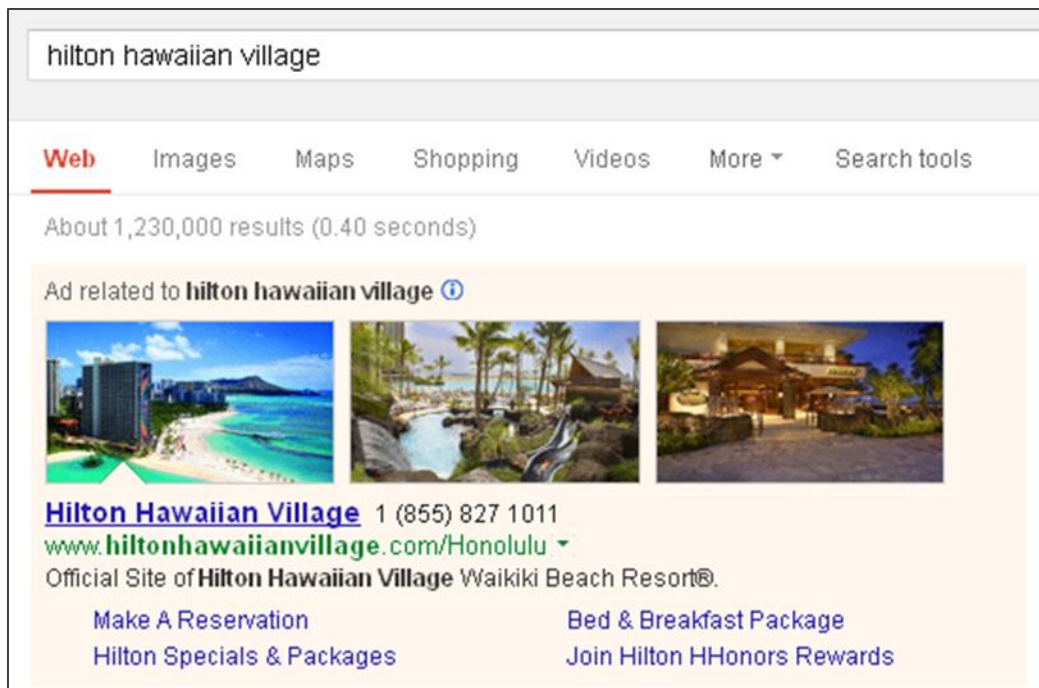 hilton hawaiian village
Web Images Maps Shopping Videos More Search tools
About 1,230,000 results (0.40 seconds)
Ad related to hilton hawaiian village
Hilton Hawaiian Village 1 (855) 827 1011
www.hiltonhawaiianvillage.com/Honolulu
Official Site of Hilton Hawaiian Village Waikiki Beach Resort®.
Make A Reservation Bed & Breakfast Package
Hilton Specials & Packages Join Hilton HHonors Rewards